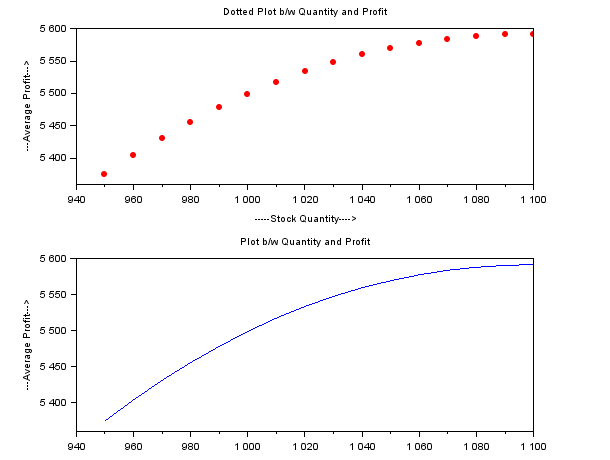 Dotted Plot b/w Quantity and Profit
5 600
5 550
5 500
5 450
5 400
---Average Profit--->
940 960 980 1 000 1 020 1 040 1 060 1 080 1 100
-----Stock Quantity---->
Plot b/w Quantity and Profit
5 600
5 550
5 500
5 450
5 400
---Average Profit--->
940 960 980 1 000 1 020 1 040 1 060 1 080 1 100